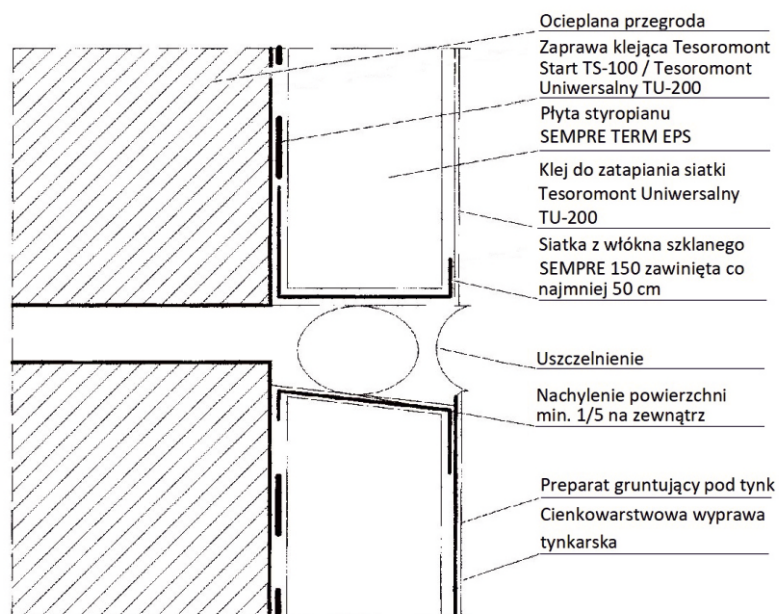 Ocieplana przegroda
Zaprawa klejąca Tesoromont
Start TS-100 / Tesoromont
Uniwersalny TU-200
Płyta styropianu
SEMPRE TERM EPS
Klej do zatapiania siatki
Tesoromont Uniwersalny
TU-200
Siatka z włókna szklanego
SEMPRE 150 zawinięta co
najmniej 50 cm
Uszczelnienie
Nachylenie powierzchni
min. 1/5 na zewnątrz
Preparat gruntujący pod tynk
Cienkowarstwowa wyprawa
tynkarska